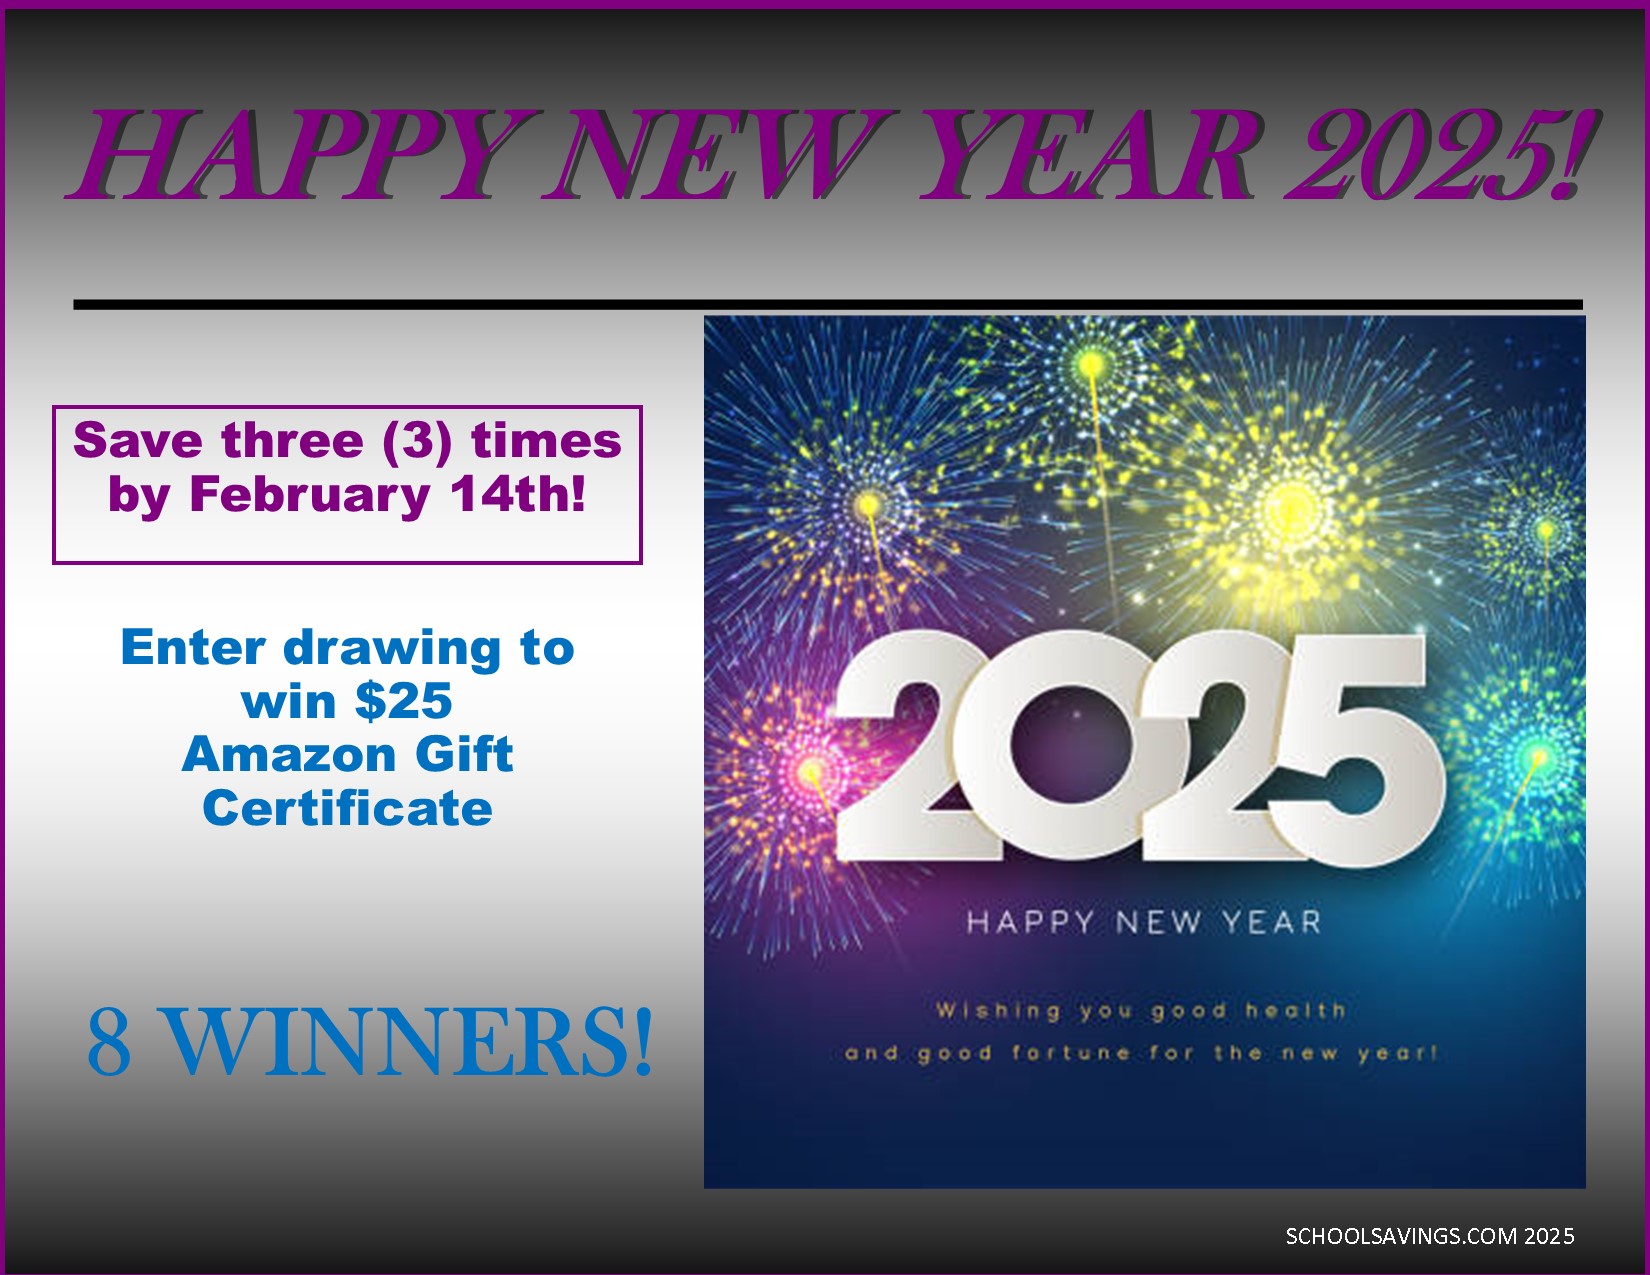 HAPPY NEW YEAR 2025!
Save three (3) times
by February 14th!
Enter drawing to
win $25
Amazon Gift
Certificate
8 WINNERS!
2025
HAPPY NEW YEAR
Wishing you good health
and good fortune for the new year!
SCHOOLSAVINGS.COM 2025